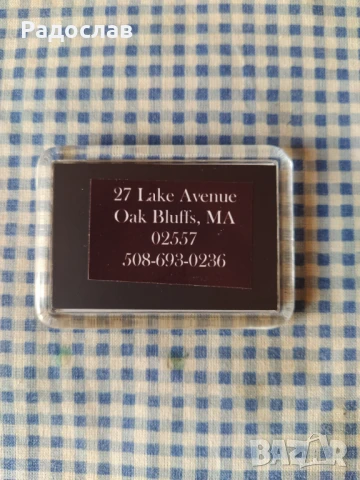 Радослав
27 Lake Avenue
Oak Bluffs, MA
02557
508-693-0236
BAZAR